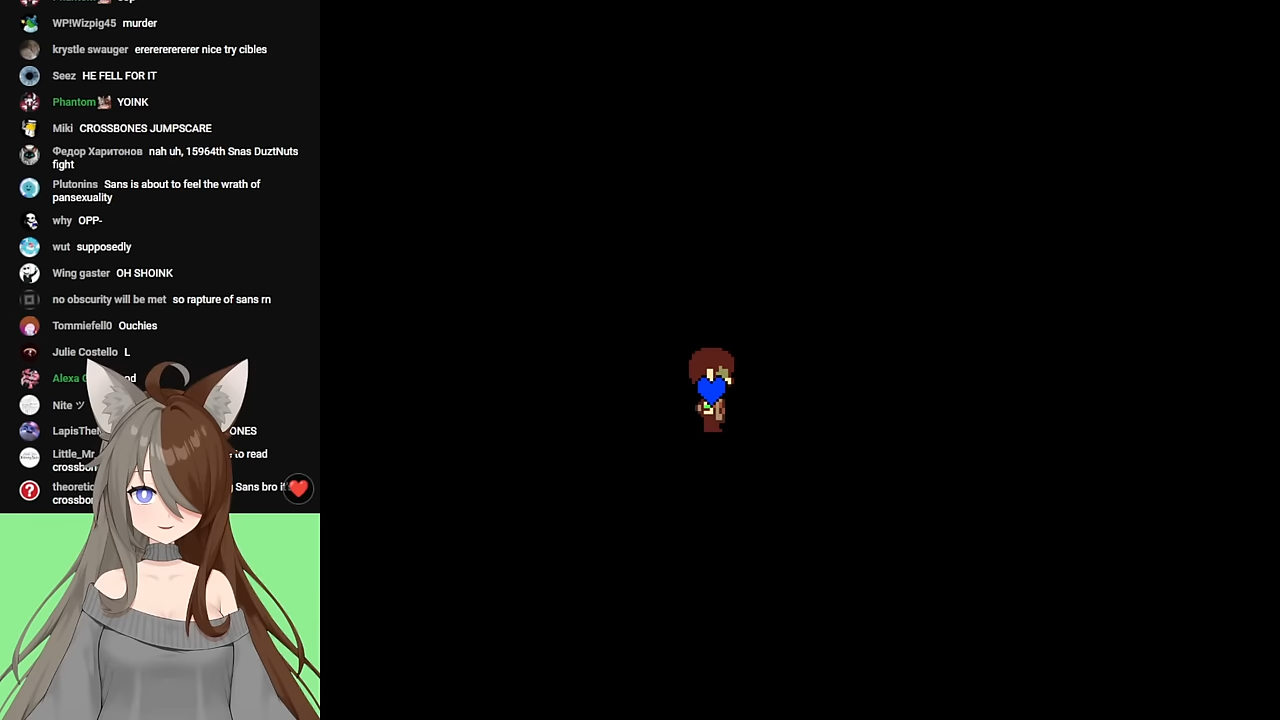 WP!Wizpig45 murder
krystle swauger erererererer nice try cibles
Seez HE FELL FOR IT
Phantom YOINK
Miki CROSSBONES JUMPSCARE
Федор Харитонов nah uh, 15964th Snas DuztNuts
fight
Plutonins Sans is about to feel the wrath of
pansexuality
why OPP-
wut supposedly
Wing gaster OH SHOINK
no obscurity will be met so rapture of sans rn
Tommiefell0 Ouchies
Julie Costello L
Alexa
Nite ツ
to read
Sans bro